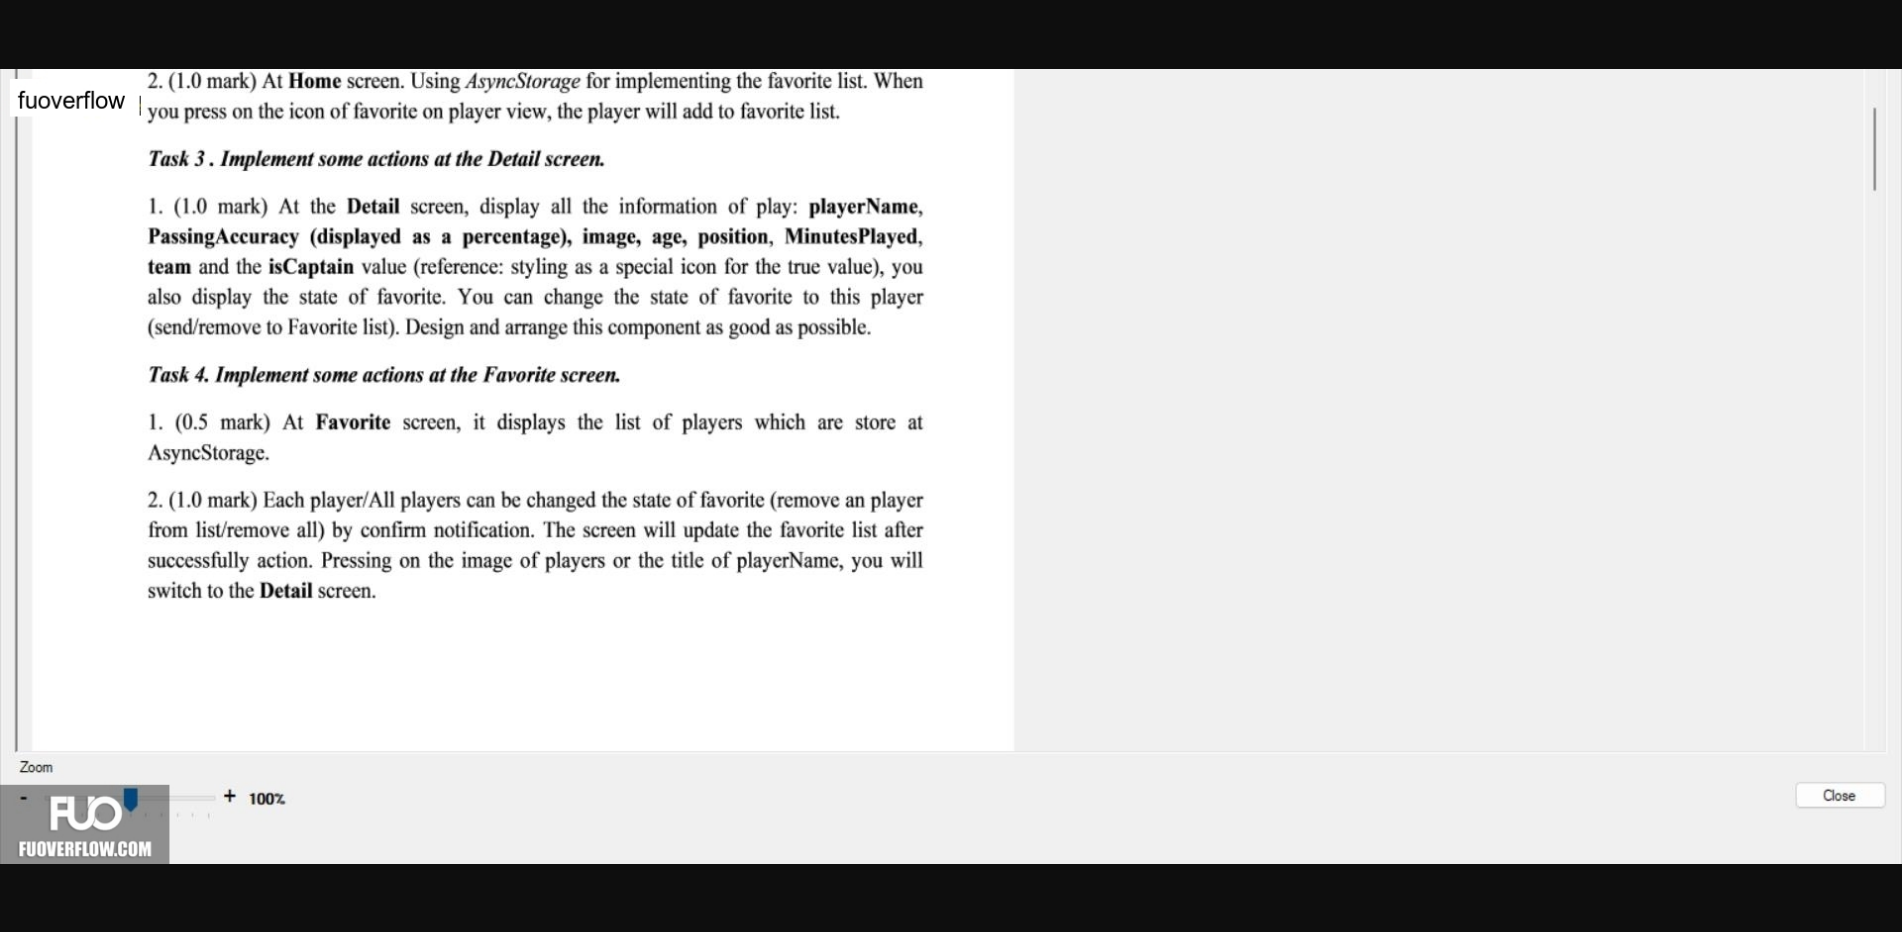 2. (1.0 mark) At Home screen. Using AsyncStorage for implementing the favorite list. When
fuoverflow
you press on the icon of favorite on player view, the player will add to favorite list.
Task 3 . Implement some actions at the Detail screen.
1. (1.0 mark) At the Detail screen, display all the information of play: playerName,
PassingAccuracy (displayed as a percentage), image, age, position, MinutesPlayed,
team and the isCaptain value (reference: styling as a special icon for the true value), you
also display the state of favorite. You can change the state of favorite to this player
(send/remove to Favorite list). Design and arrange this component as good as possible.
Task 4. Implement some actions at the Favorite screen.
1. (0.5 mark) At Favorite screen, it displays the list of players which are store at
AsyncStorage.
2. (1.0 mark) Each player/All players can be changed the state of favorite (remove an player
from list/remove all) by confirm notification. The screen will update the favorite list after
successfully action. Pressing on the image of players or the title of playerName, you will
switch to the Detail screen.
Zoom
- + 100%
Close
FUO
FUOVERFLOW.COM